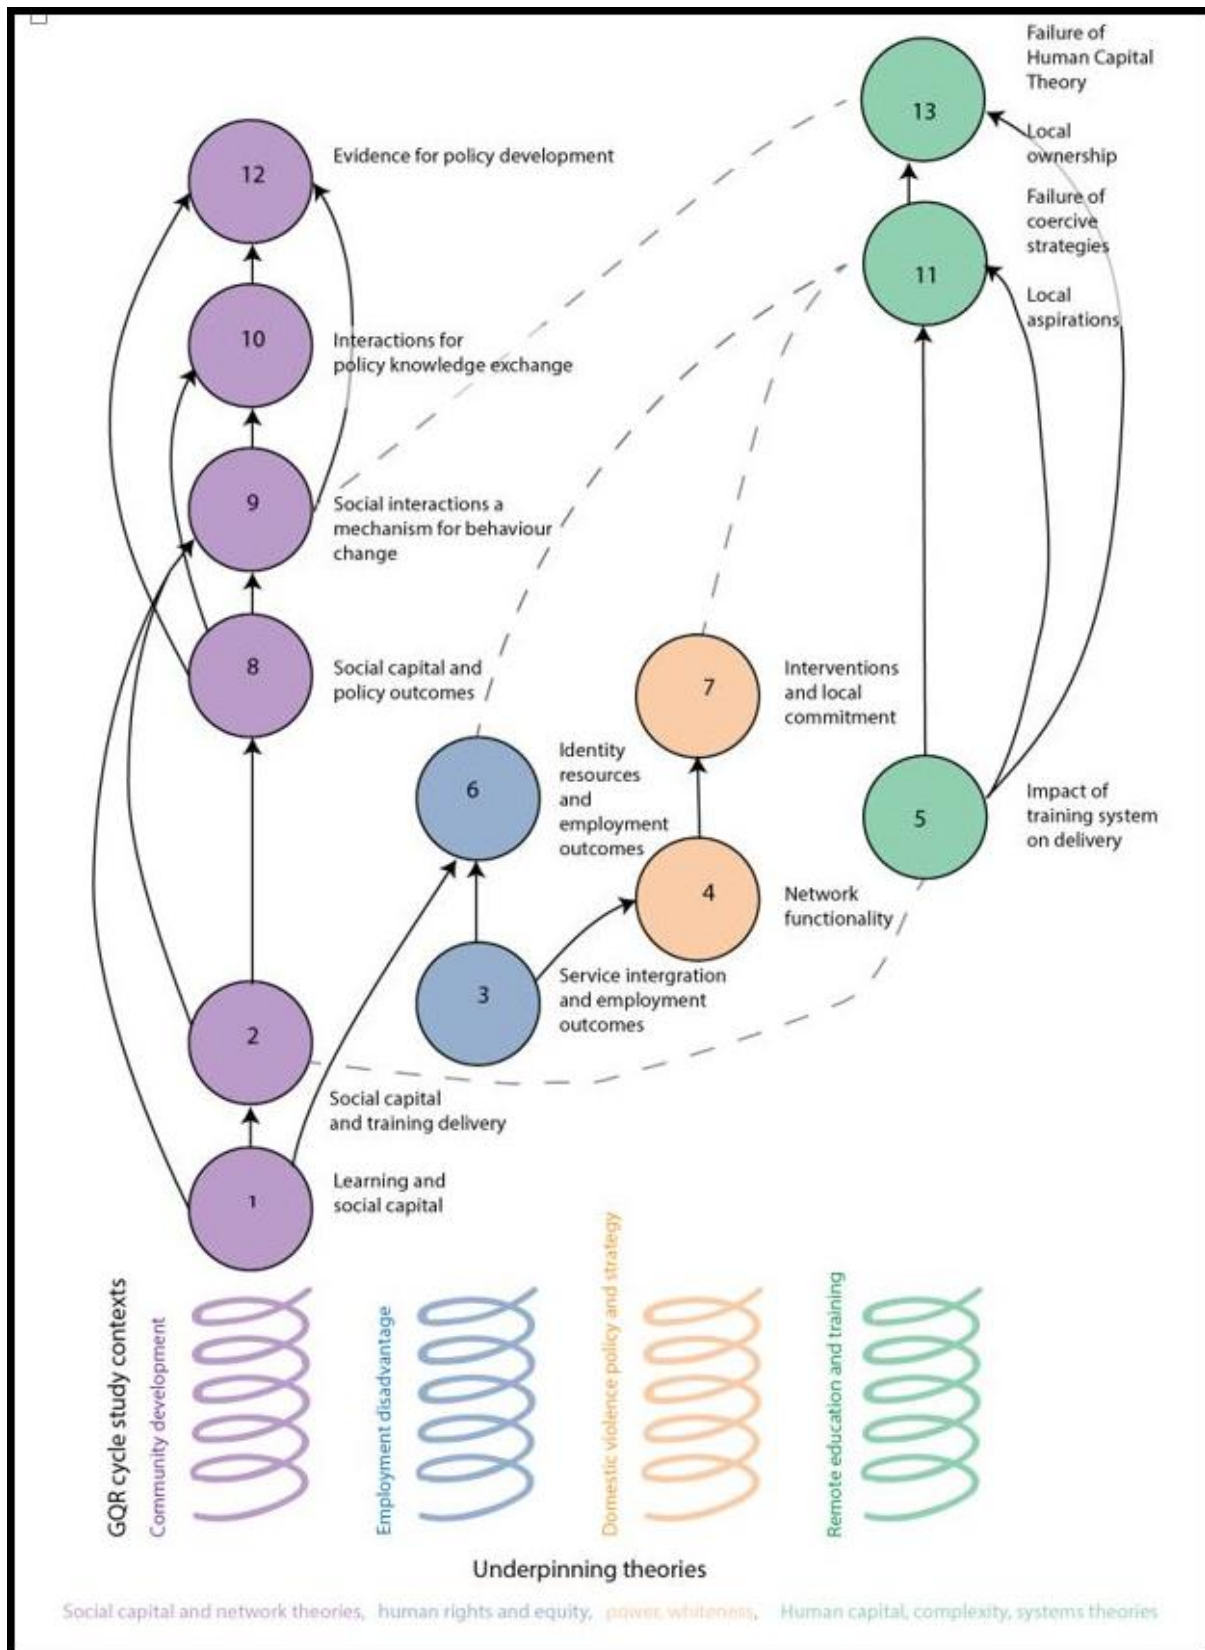 Failure of
Human Capital
Theory
13
Local
ownership
12
Evidence for policy development
Failure of
coercive
strategies
11
Local
aspirations
10
Interactions for
policy knowledge exchange
9
Social interactions a
mechanism for behaviour
change
8
Social capital and
policy outcomes
7
Interventions
and local
commitment
6
Identity
resources
and
employment
outcomes
5
Impact of
training system
on delivery
4
Network
functionality
3
Service intergration
and employment
outcomes
2
Social capital
and training delivery
1
Learning and
social capital
GQR cycle study contexts
Community development
Employment disadvantage
Domestic violence policy and strategy
Remote education and training
Underpinning theories
Social capital and network theories, human rights and equity, power, whiteness, Human capital, complexity, systems theories